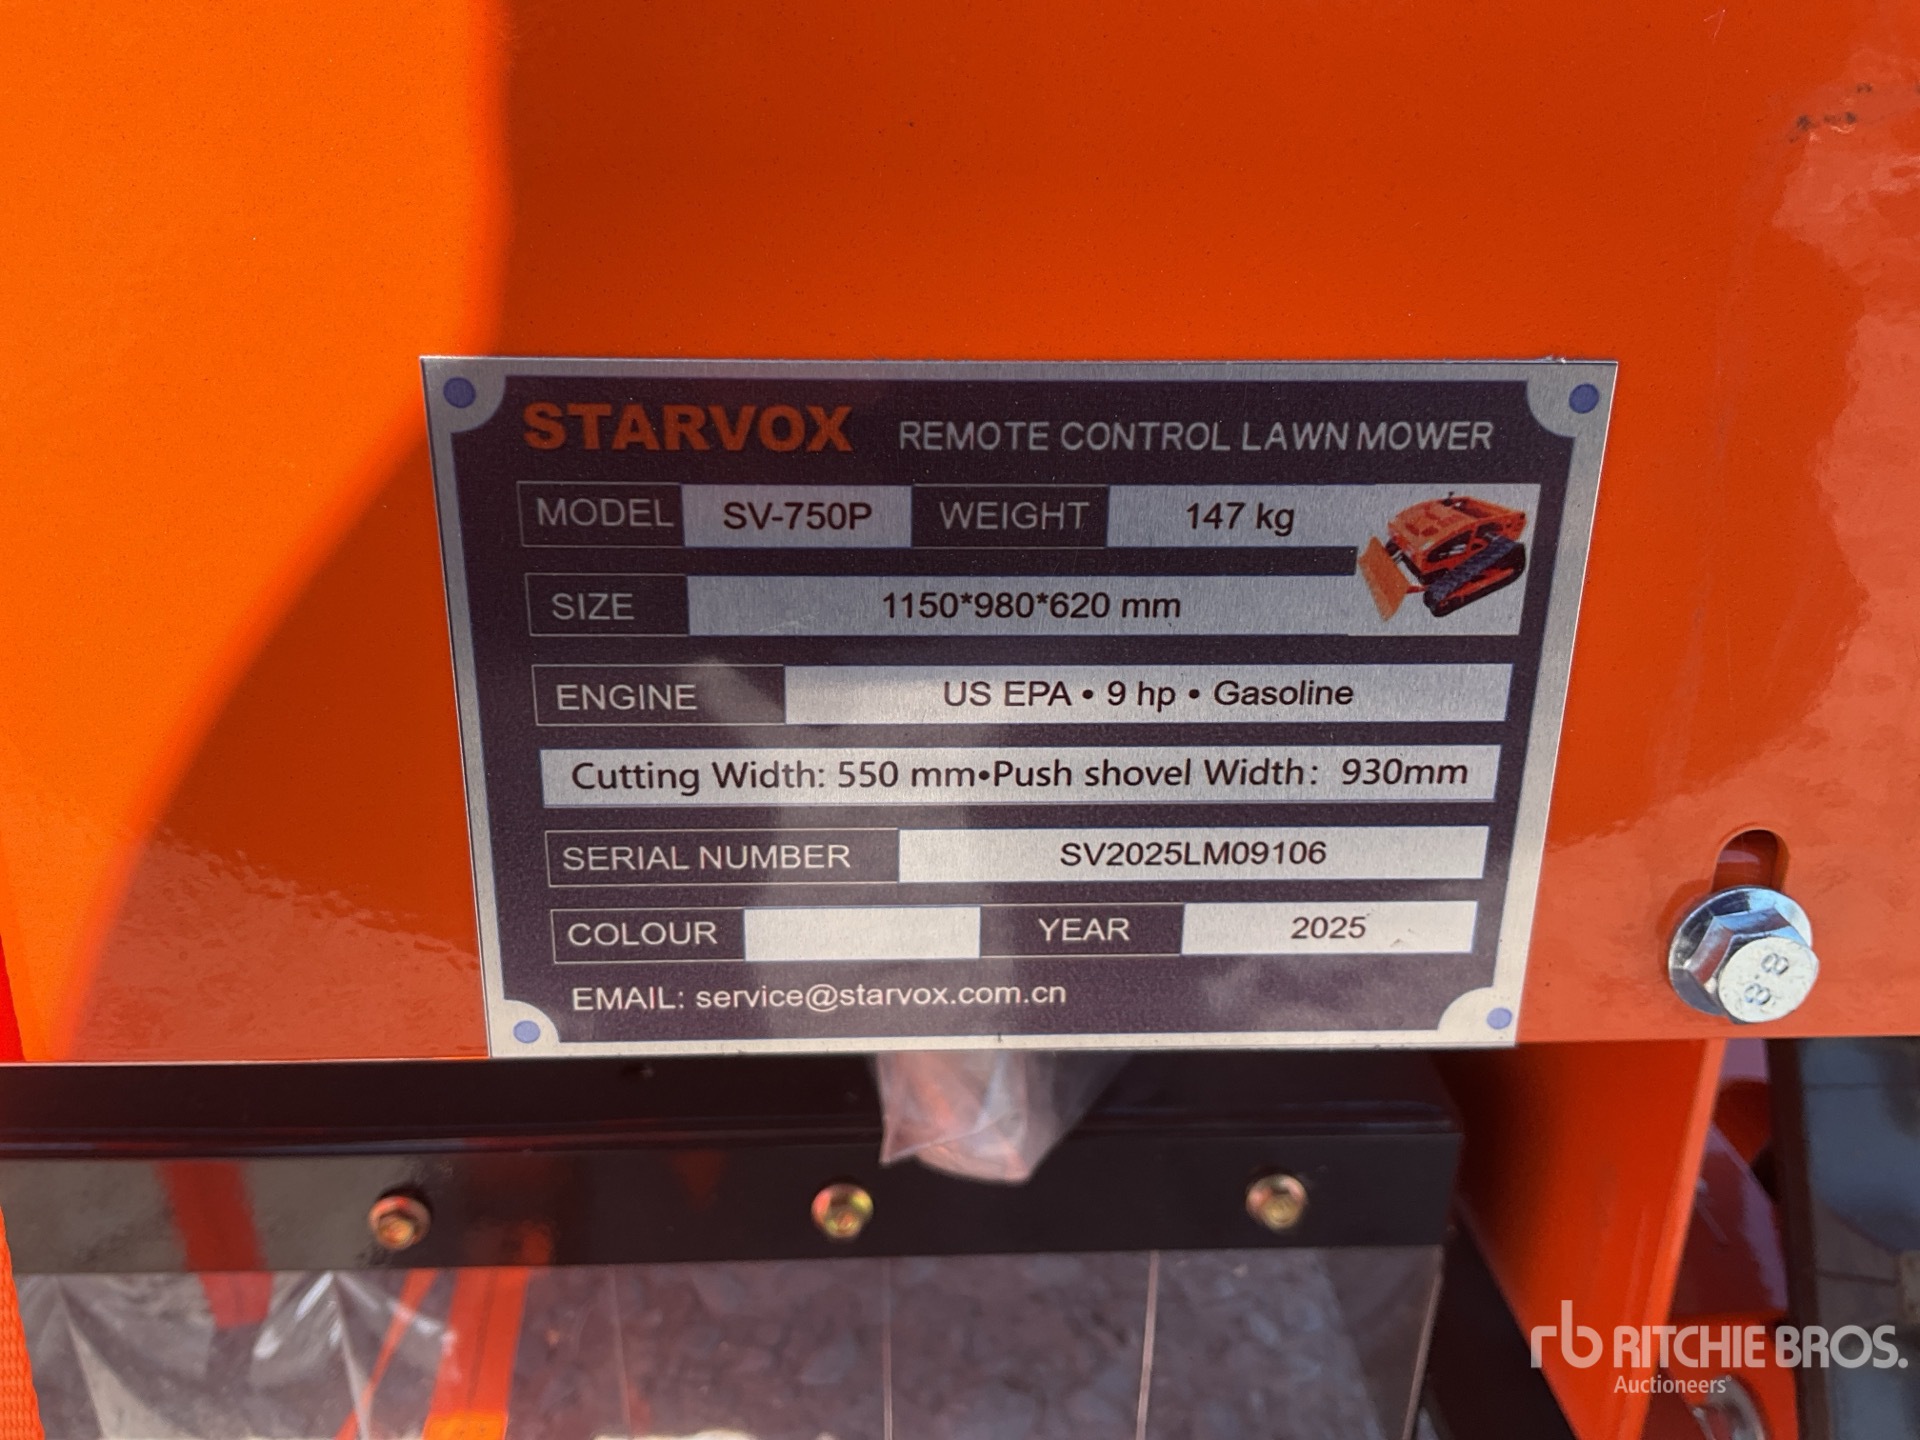 STARVOX REMOTE CONTROL LAWN MOWER
MODEL SV-750P WEIGHT 147 kg
SIZE 1150*980*620 mm
ENGINE US EPA • 9 hp • Gasoline
Cutting Width: 550 mm•Push shovel Width: 930mm
SERIAL NUMBER SV2025LM09106
COLOUR YEAR 2025
EMAIL: service@starvox.com.cn
8.8
rb RITCHIE BROS.
Auctioneers